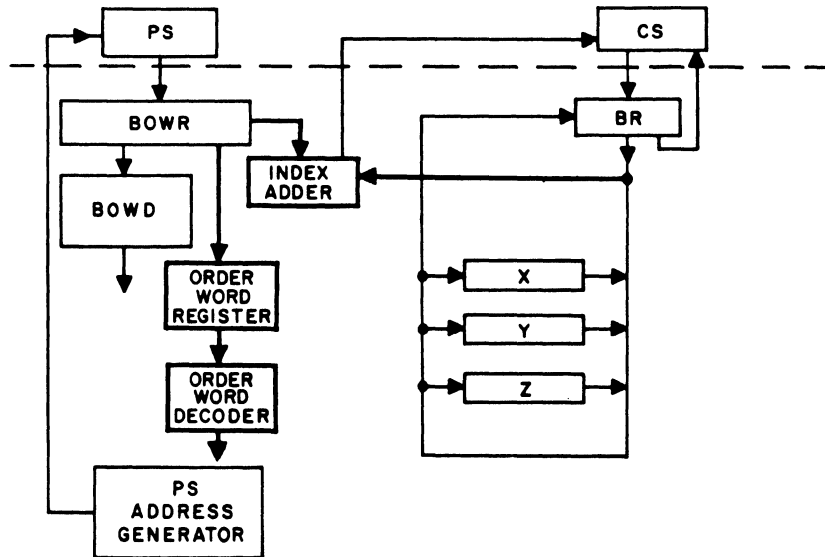 PS
CS
BOWR
BR
INDEX
ADDER
BOWD
ORDER
WORD
REGISTER
X
Y
ORDER
WORD
DECODER
Z
PS
ADDRESS
GENERATOR